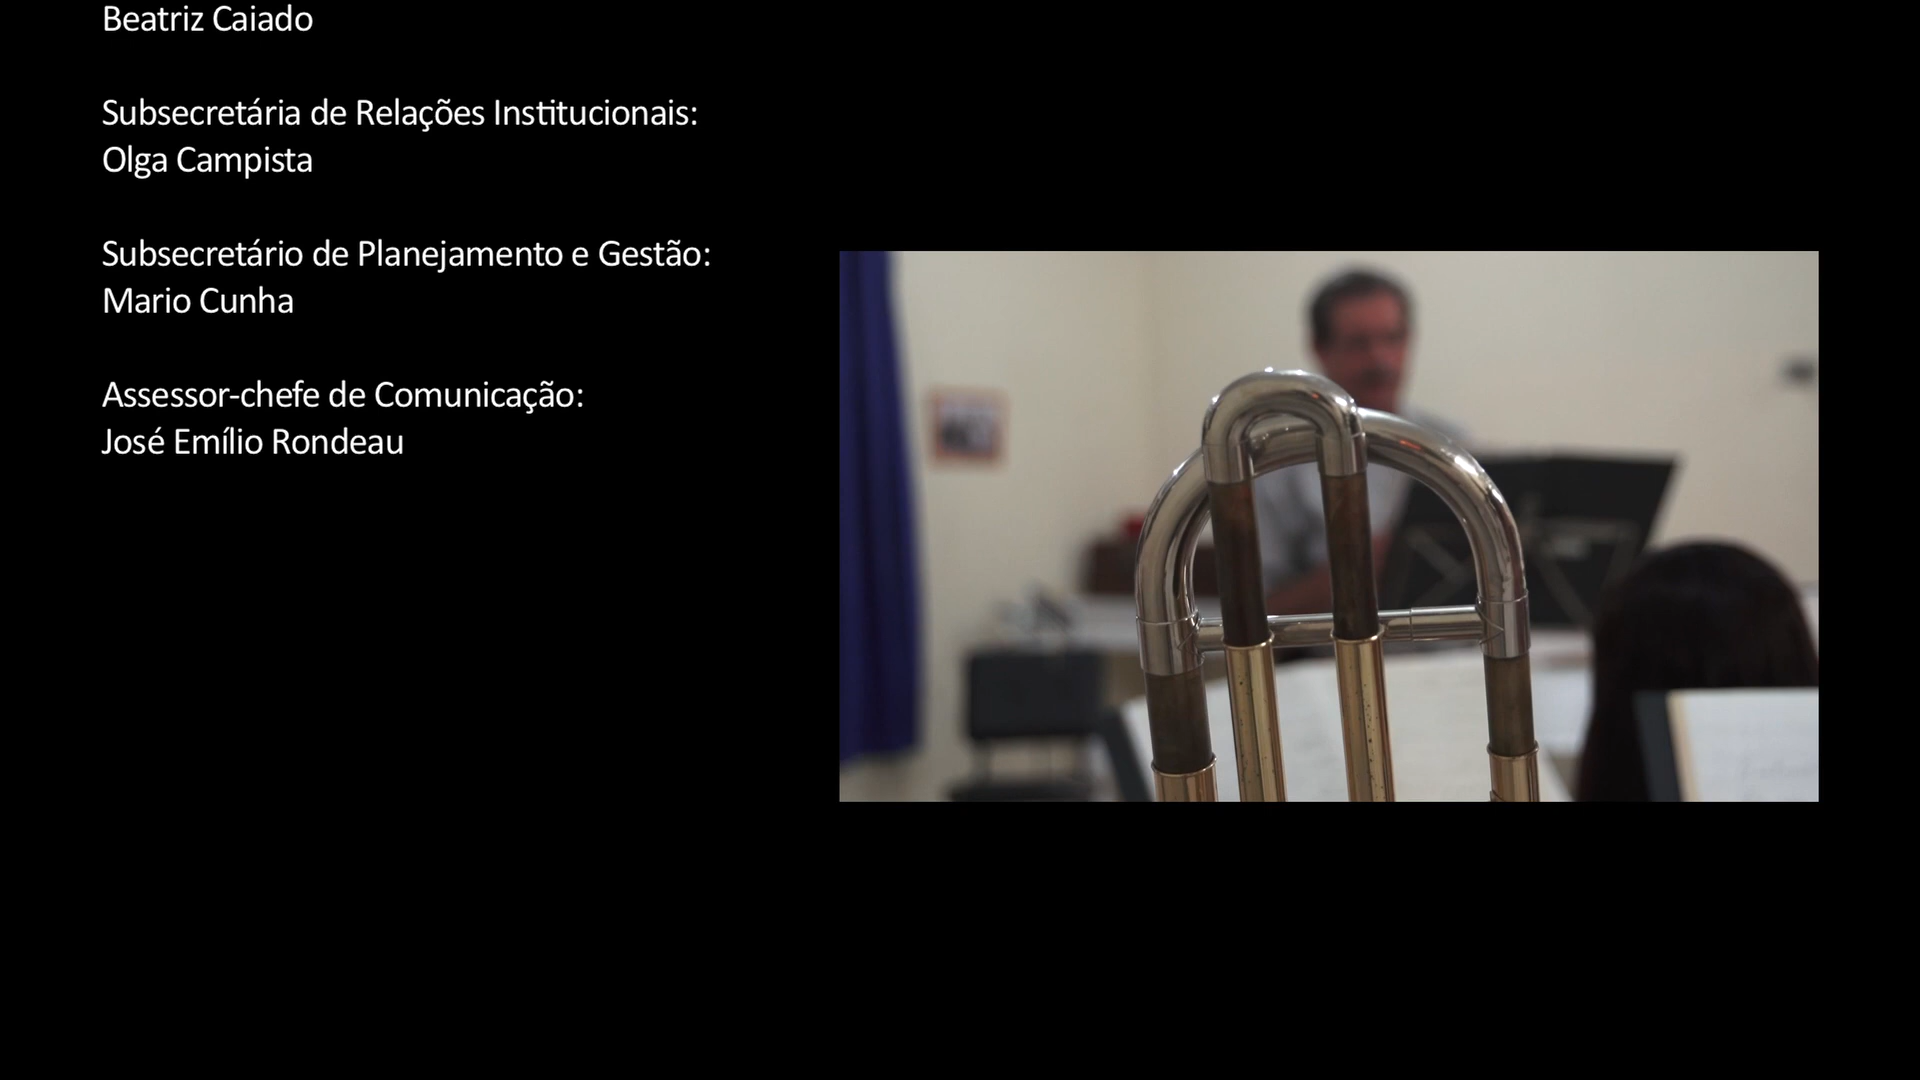 Beatriz Caiado
Subsecretária de Relações Institucionais:
Olga Campista
Subsecretário de Planejamento e Gestão:
Mario Cunha
Assessor-chefe de Comunicação:
José Emílio Rondeau